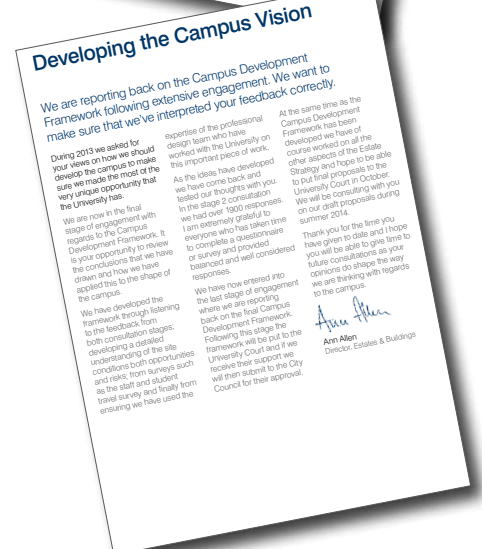 Developing the Campus Vision
We are reporting back on the Campus Development
Framework following extensive engagement. We want to
make sure that we've interpreted your feedback correctly.
During 2013 we asked for
your views on how we should
develop the campus to make
sure we made the most of the
very unique opportunity that
the University has.
We are now in the final
stage of engagement with
regards to the Campus
Development Framework. It
is your opportunity to review
the conclusions that we have
drawn and how we have
applied this to the shape of
the campus.
We have developed the
framework through listening
to the feedback from
both consultation stages;
developing a detailed
understanding of the site
conditions both opportunities
and risks; from surveys such
as the staff and student
travel survey and finally from
ensuring we have used the
expertise of the professional
design team who have
worked with the University on
this important piece of work.
As the ideas have developed
we have come back and
tested our thoughts with you.
In the stage 2 consultation
we had over 1900 responses.
I am extremely grateful to
everyone who has taken time
to complete a questionnaire
or survey and provided
balanced and well considered
responses.
We have now entered into
the last stage of engagement
where we are reporting
back on the final Campus
Development Framework.
Following this stage the
framework will be put to the
University Court and if we
receive their support we
will then submit to the City
Council for their approval.
At the same time as the
Campus Development
Framework has been
developed we have of
course worked on all the
other aspects of the Estate
Strategy and hope to be able
to put final proposals to the
University Court in October.
We will be consulting with you
on our draft proposals during
summer 2014.
Thank you for the time you
have given to date and I hope
you will be able to give time to
future consultations as your
opinions do shape the way
we are thinking with regards
to the campus.
Ann Allen
Ann Allen
Director, Estates & Buildings